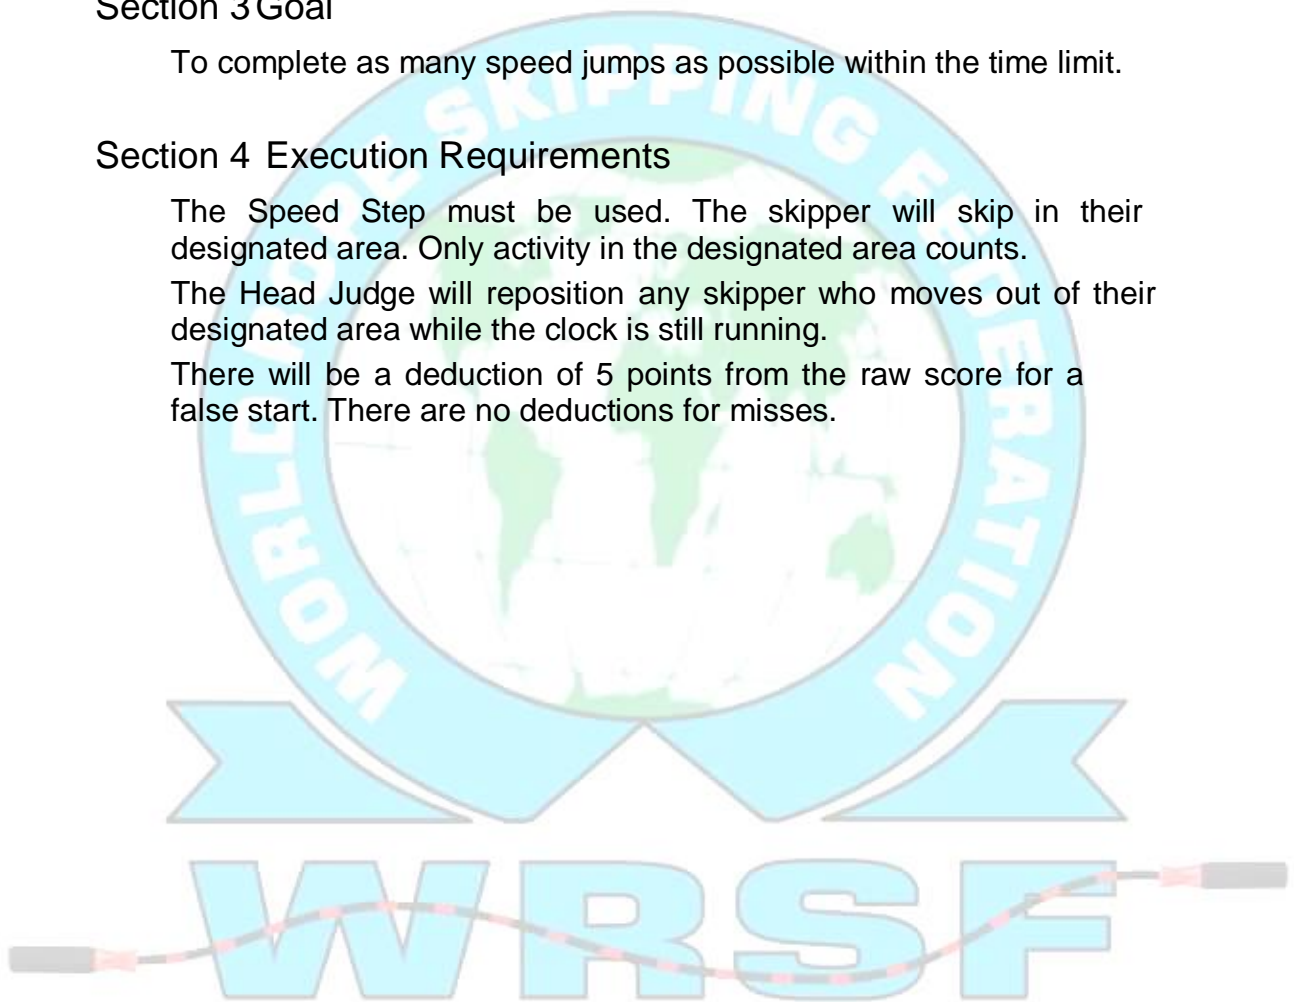 Section 3 Goal
To complete as many speed jumps as possible within the time limit.
Section 4 Execution Requirements
The Speed Step must be used. The skipper will skip in their
designated area. Only activity in the designated area counts.
The Head Judge will reposition any skipper who moves out of their
designated area while the clock is still running.
There will be a deduction of 5 points from the raw score for a
false start. There are no deductions for misses.
WORLD ROPE SKIPPING FEDERATION
WRSF